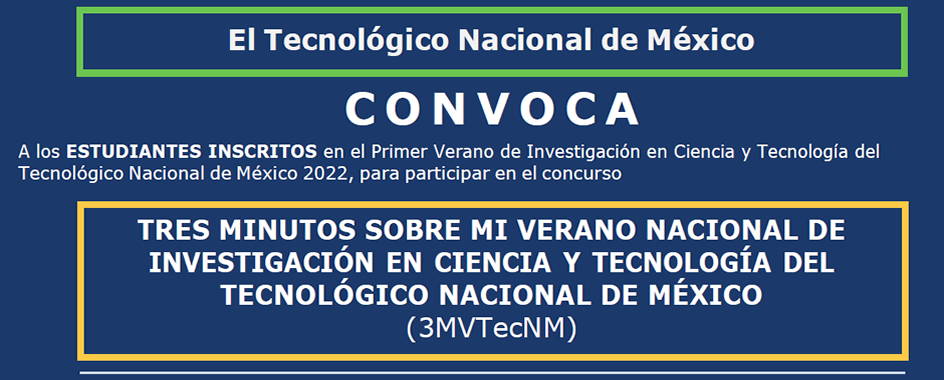 El Tecnológico Nacional de México
CONVOCA
A los ESTUDIANTES INSCRITOS en el Primer Verano de Investigación en Ciencia y Tecnología del
Tecnológico Nacional de México 2022, para participar en el concurso
TRES MINUTOS SOBRE MI VERANO NACIONAL DE
INVESTIGACIÓN EN CIENCIA Y TECNOLOGÍA DEL
TECNOLÓGICO NACIONAL DE MÉXICO
(3MVTecNM)